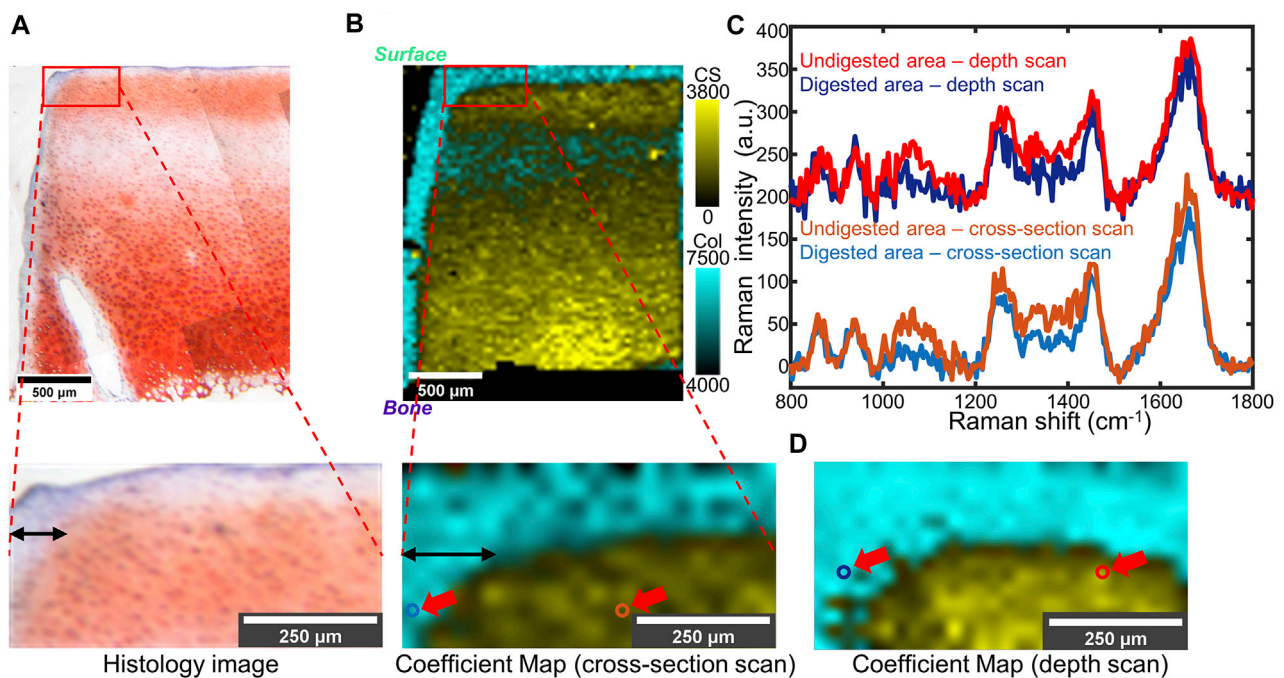 A
B
C
Surface
CS
3800
0
Col
7500
4000
500 µm
500 µm
Bone
400
350
300
250
200
150
100
50
0
Raman intensity (a.u.)
Undigested area – depth scan
Digested area – depth scan
Undigested area – cross-section scan
Digested area – cross-section scan
800
1000
1200
1400
1600
1800
Raman shift (cm⁻¹)
D
250 µm
250 µm
250 µm
Histology image
Coefficient Map (cross-section scan)
Coefficient Map (depth scan)